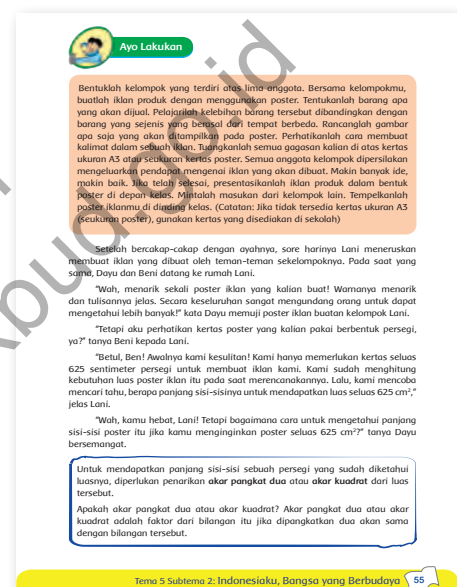 Ayo Lakukan
Bentuklah kelompok yang terdiri atas lima anggota. Bersama kelompokmu,
buatlah iklan produk dengan menggunakan poster. Tentukanlah barang apa
yang akan dijual. Pelajarilah kelebihan barang tersebut dibandingkan dengan
barang yang sejenis yang berasal dari tempat berbeda. Rancanglah gambar
apa saja yang akan ditampilkan pada poster. Perhatikanlah cara membuat
kalimat dalam sebuah iklan. Tuangkanlah semua gagasan kalian di atas kertas
ukuran A3 atau seukuran kertas poster. Semua anggota kelompok dipersilakan
mengeluarkan pendapat mengenai iklan yang akan dibuat. Makin banyak ide,
makin baik. Jika telah selesai, presentasikanlah iklan produk dalam bentuk
poster di depan kelas. Mintalah masukan dari kelompok lain. Tempelkanlah
poster iklanmu di dinding kelas. (Catatan: Jika tidak tersedia kertas ukuran A3
(seukuran poster), gunakan kertas yang disediakan di sekolah)
Setelah bercakap-cakap dengan ayahnya, sore harinya Lani meneruskan
membuat iklan yang dibuat oleh teman-teman sekelompoknya. Pada saat yang
sama, Dayu dan Beni datang ke rumah Lani.
"Wah, menarik sekali poster iklan yang kalian buat! Warnanya menarik
dan tulisannya jelas. Secara keseluruhan sangat mengundang orang untuk dapat
mengetahui lebih banyak!" kata Dayu memuji poster iklan buatan kelompok Lani.
"Tetapi aku perhatikan kertas poster yang kalian pakai berbentuk persegi,
ya?" tanya Beni kepada Lani.
"Betul, Ben! Awalnya kami kesulitan! Kami hanya memerlukan kertas seluas
625 sentimeter persegi untuk membuat iklan kami. Kami sudah menghitung
kebutuhan luas poster iklan itu pada saat merencanakannya. Lalu, kami mencoba
mencari tahu, berapa panjang sisi-sisinya untuk mendapatkan luas seluas 625 cm²,"
jelas Lani.
"Wah, kamu hebat, Lani! Tetapi bagaimana cara untuk mengetahui panjang
sisi-sisi poster itu jika kamu menginginkan poster seluas 625 cm²?" tanya Dayu
bersemangat.
Untuk mendapatkan panjang sisi-sisi sebuah persegi yang sudah diketahui
luasnya, diperlukan penarikan akar pangkat dua atau akar kuadrat dari luas
tersebut.
Apakah akar pangkat dua atau akar kuadrat? Akar pangkat dua atau akar
kuadrat adalah faktor dari bilangan itu jika dipangkatkan dua akan sama
dengan bilangan tersebut.
Tema 5 Subtema 2: Indonesiaku, Bangsa yang Berbudaya 55
kbud.go.id